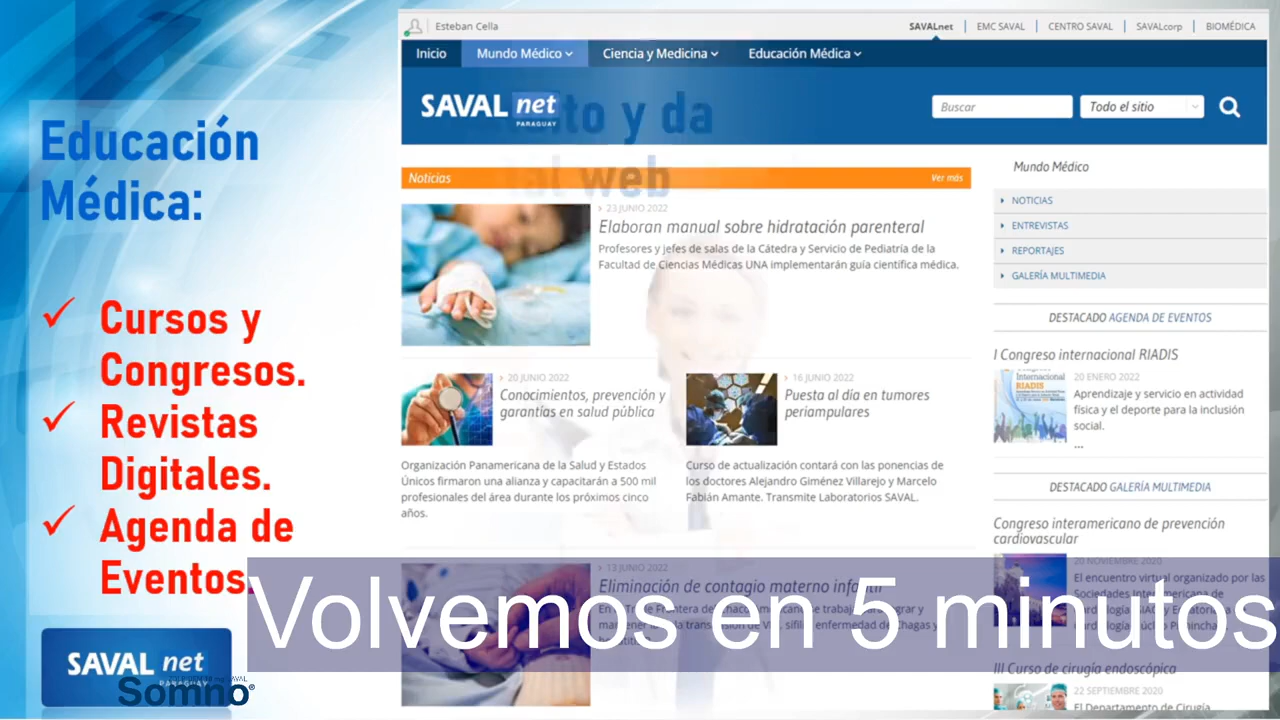 Educación
Médica:
✓ Cursos y
Congresos.
✓ Revistas
Digitales.
✓ Agenda de
Eventos.
SAVAL net
PARAGUAY
Somno®
Esteban Cella
SAVALnet | EMC SAVAL | CENTRO SAVAL | SAVALcorp | BIOMÉDICA
Inicio Mundo Médico Ciencia y Medicina Educación Médica
SAVAL net
PARAGUAY
Buscar Todo el sitio
to y da
web
Noticias Ver más
23 JUNIO 2022
Elaboran manual sobre hidratación parenteral
Profesores y jefes de salas de la Cátedra y Servicio de Pediatría de la
Facultad de Ciencias Médicas UNA implementarán guía científica médica.
20 JUNIO 2022
Conocimientos, prevención y
garantías en salud pública
Organización Panamericana de la Salud y Estados
Únicos firmaron una alianza y capacitarán a 500 mil
profesionales del área durante los próximos cinco
años.
16 JUNIO 2022
Puesta al día en tumores
periampulares
Curso de actualización contará con las ponencias de
los doctores Alejandro Giménez Villarejo y Marcelo
Fabián Amante. Transmite Laboratorios SAVAL.
13 JUNIO 2022
Eliminación de contagio materno infantil
Mundo Médico
NOTICIAS
ENTREVISTAS
REPORTAJES
GALERÍA MULTIMEDIA
DESTACADO AGENDA DE EVENTOS
I Congreso internacional RIADIS
Internacional
RIADIS
20 ENERO 2022
Aprendizaje y servicio en actividad
física y el deporte para la inclusión
social.
...
DESTACADO GALERÍA MULTIMEDIA
Congreso interamericano de prevención
cardiovascular
20 NOVIEMBRE 2020
El encuentro virtual organizado por las
III Curso de cirugía endoscópica
22 SEPTIEMBRE 2020
El Departamento de Cirugía
Volvemos en 5 minutos